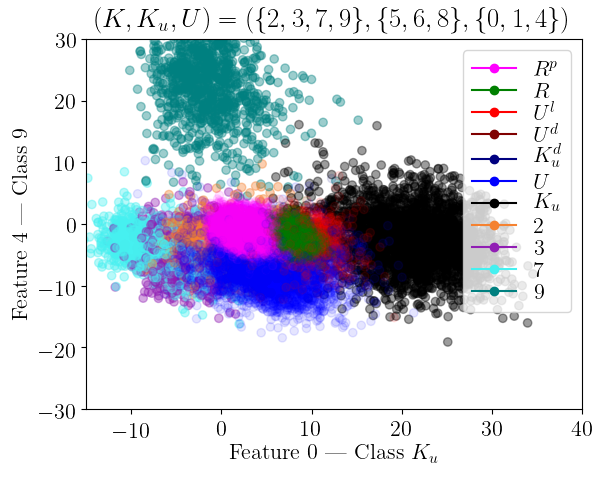 (K, K_u, U) = ({2, 3, 7, 9}, {5, 6, 8}, {0, 1, 4})
30
20
10
0
−10
−20
−30
Feature 4 — Class 9
−10
0
10
20
30
40
Feature 0 — Class K_u
R^p
R
U^l
U^d
K_u^d
U
K_u
2
3
7
9